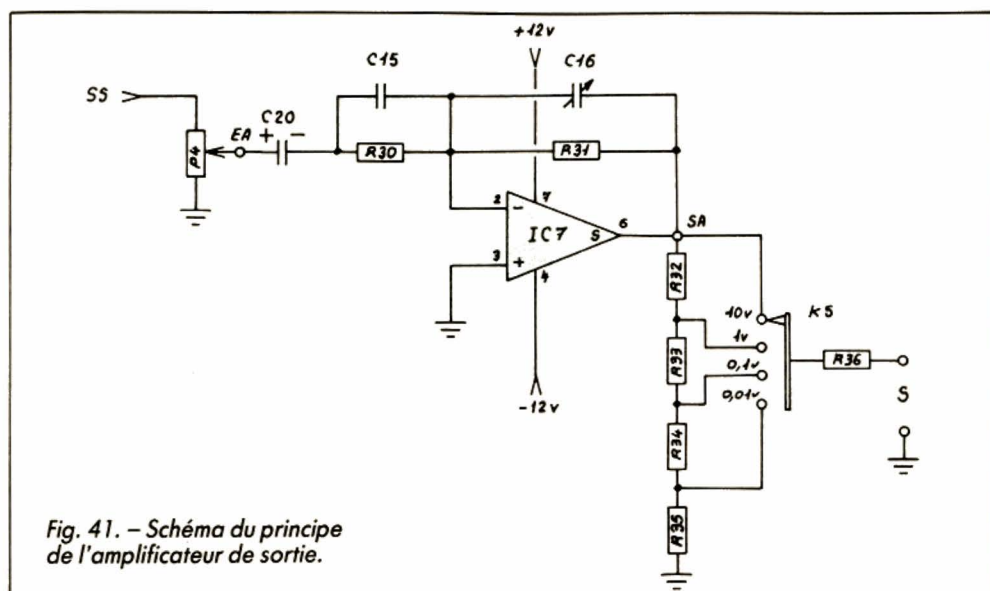 +12v
C15
C16
S5
C20
EA
+
-
P4
R30
R31
2
-
7
IC7
S
6
SA
3
+
4
R32
10v
K5
1v
R33
0,1v
R36
-12v
0,01v
S
R34
R35
Fig. 41. – Schéma du principe
de l'amplificateur de sortie.